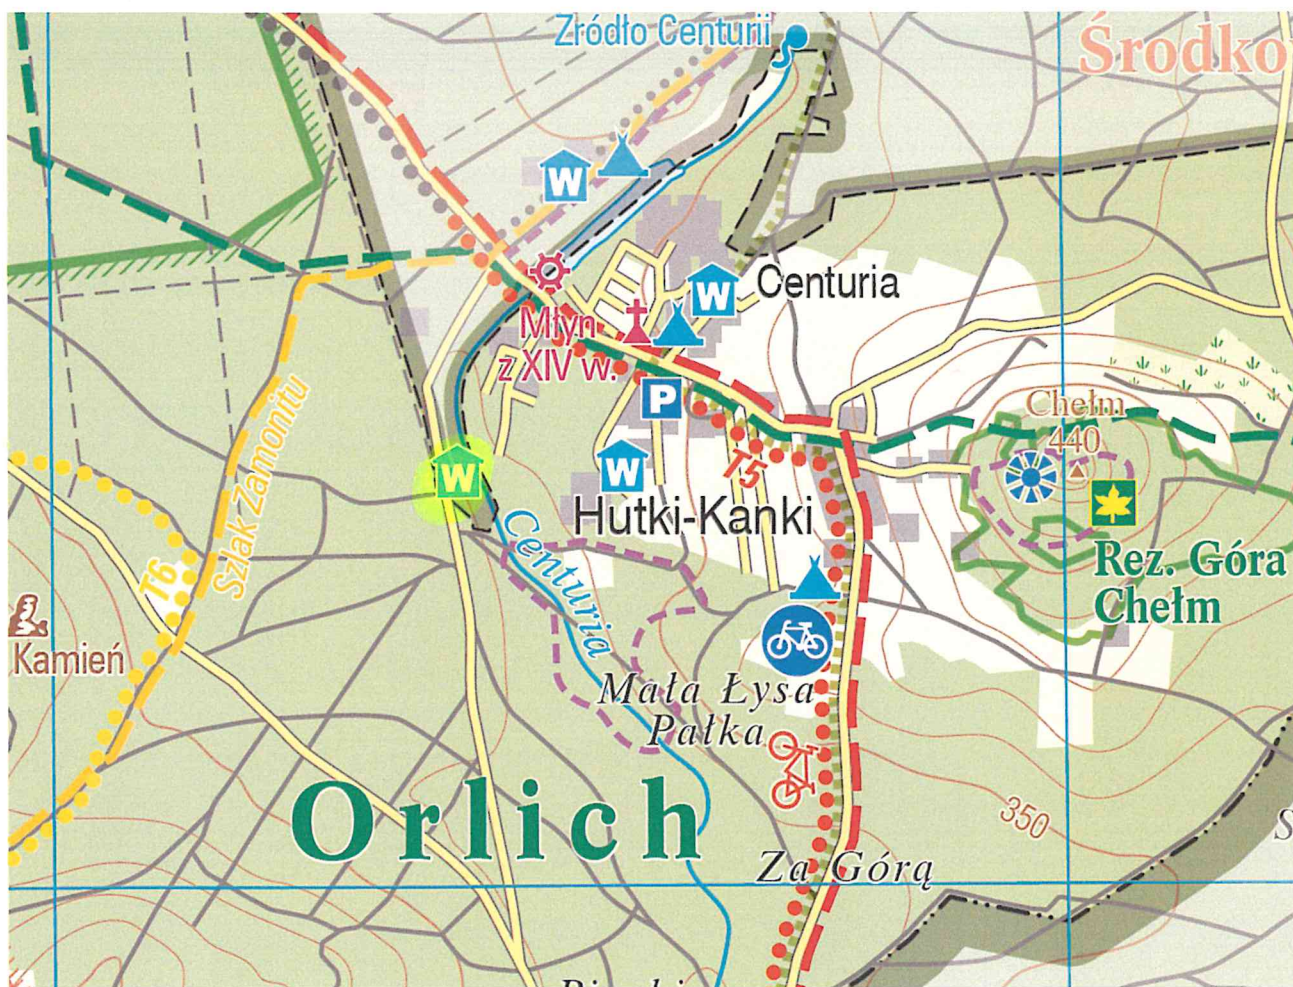 Źródło Centurii
Środko
W
W
Centuria
Młyn
z XIV w.
P
Chełm
440
W
W
T5
Szlak Zamonitu
Hutki-Kanki
Centuria
T6
Rez. Góra
Chełm
Kamień
Mała Łysa
Pałka
Orlich
350
S
Za Górą